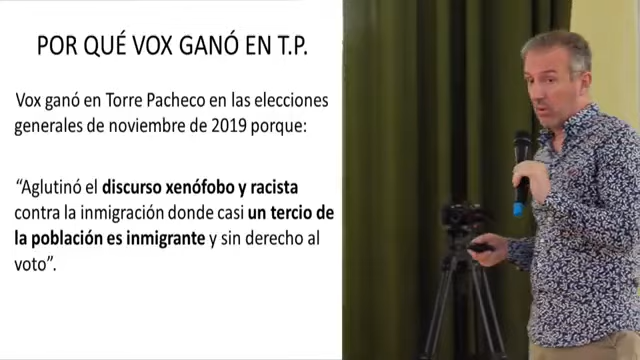 POR QUÉ VOX GANÓ EN T.P.
Vox ganó en Torre Pacheco en las elecciones
generales de noviembre de 2019 porque:
“Aglutinó el discurso xenófobo y racista
contra la inmigración donde casi un tercio de
la población es inmigrante y sin derecho al
voto”.